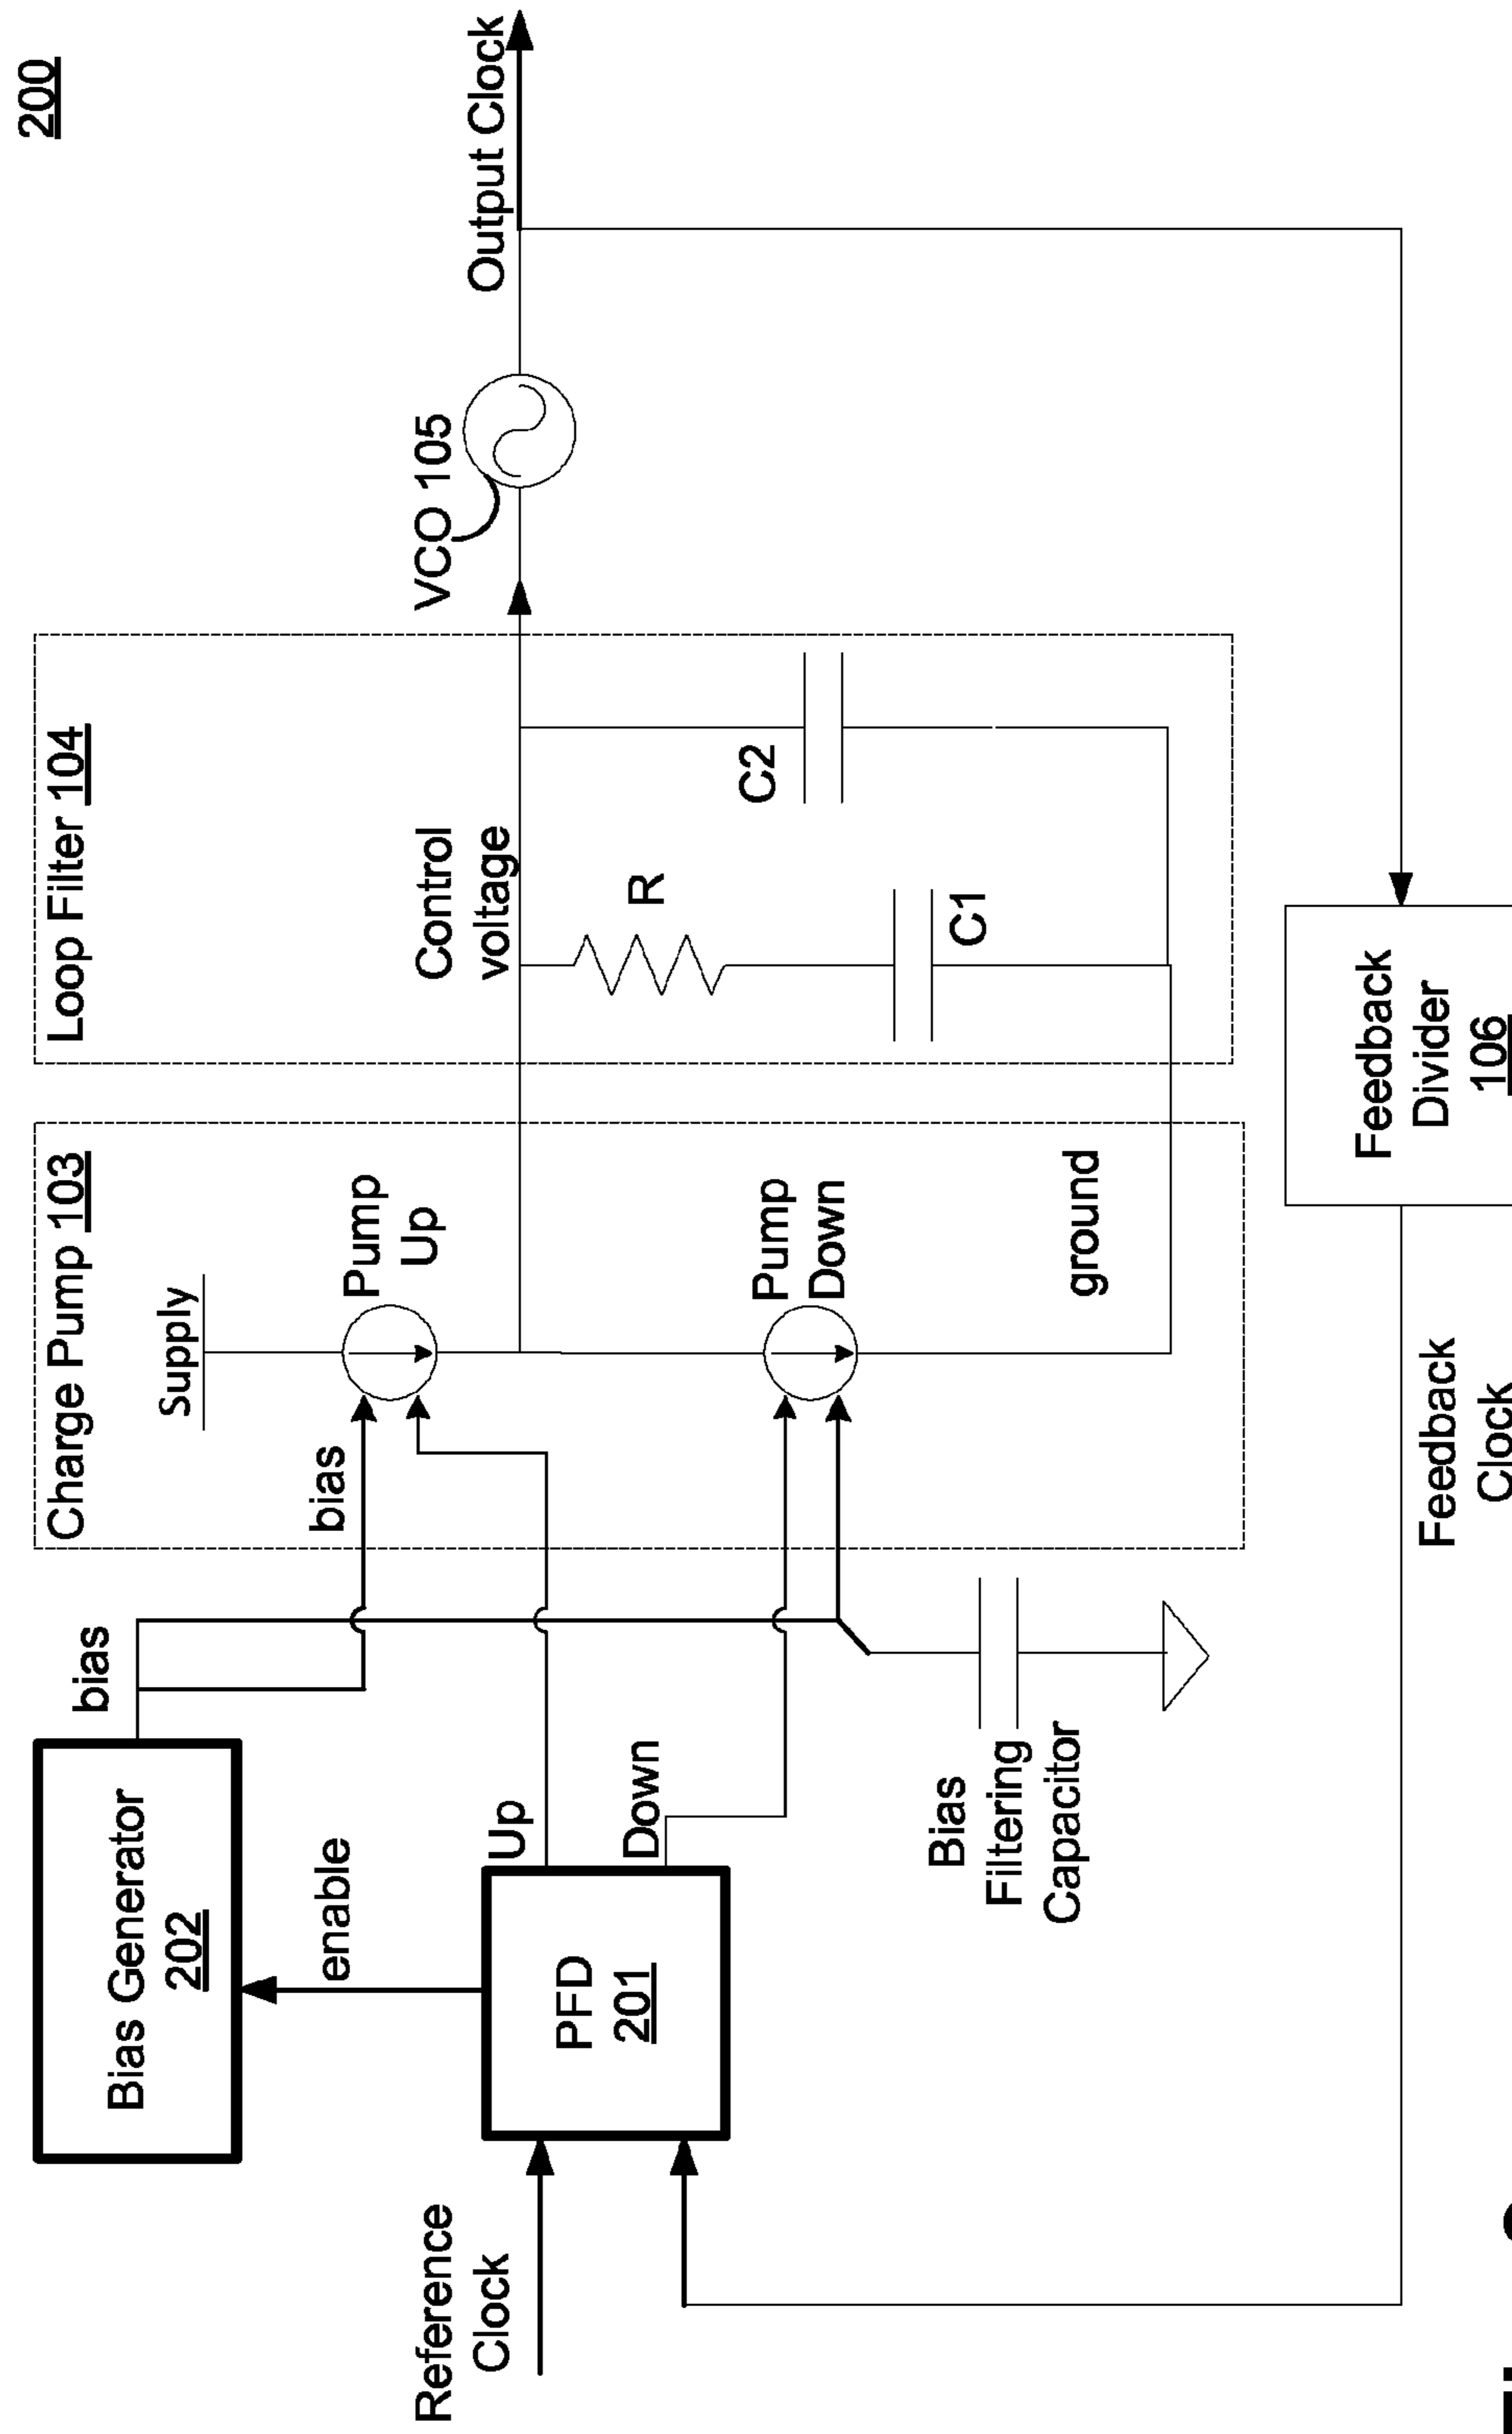 200
Bias Generator
202
bias
Charge Pump 103
Loop Filter 104
Supply
enable
bias
Pump
Up
Control
voltage
VCO 105
Output Clock
Reference
Clock
PFD
201
Up
Down
R
C2
Pump
Down
C1
Bias
Filtering
Capacitor
ground
Feedback
Divider
106
Feedback
Clock